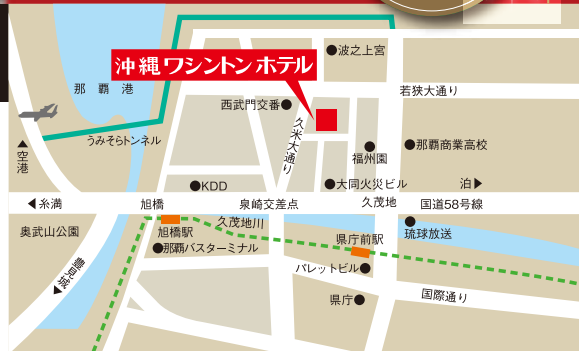 波之上宮
沖縄ワシントンホテル
那覇港
若狭大通り
西武門交番
久米大通り
うみそらトンネル
福州園
那覇商業高校
▲空港
KDD
大同火災ビル
泊▶
◀糸満
旭橋
泉崎交差点
久茂地
国道58号線
久茂地川
奥武山公園
旭橋駅
県庁前駅
琉球放送
那覇バスターミナル
豊見城▼
パレットビル
県庁
国際通り